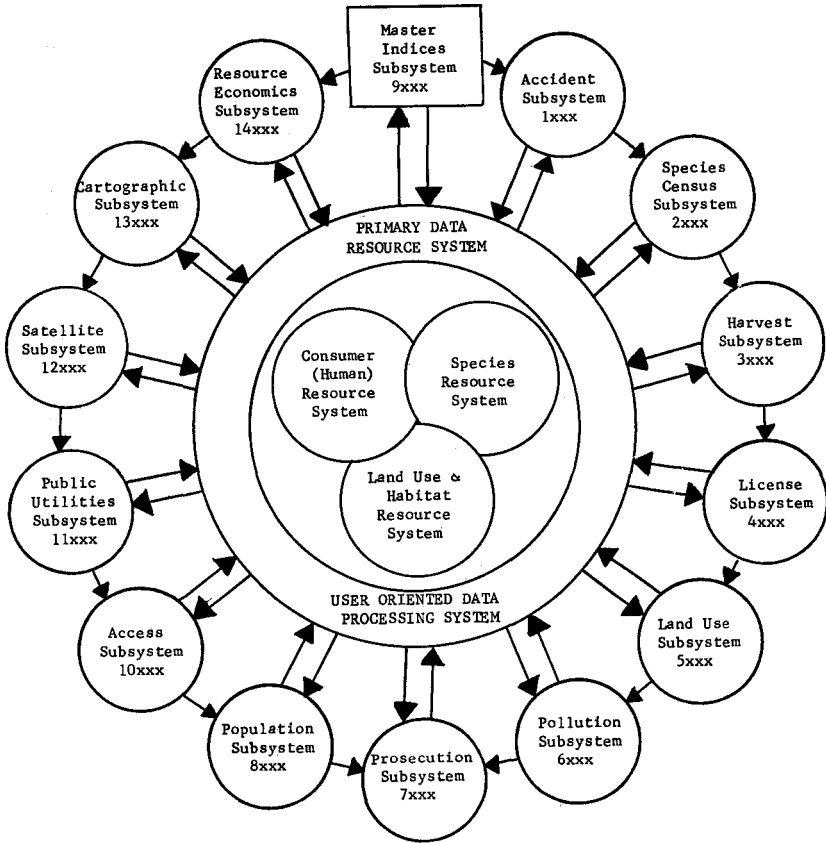 Master
Indices
Subsystem
9xxx
Accident
Subsystem
1xxx
Species
Census
Subsystem
2xxx
Harvest
Subsystem
3xxx
License
Subsystem
4xxx
Land Use
Subsystem
5xxx
Pollution
Subsystem
6xxx
Prosecution
Subsystem
7xxx
Population
Subsystem
8xxx
Access
Subsystem
10xxx
Public
Utilities
Subsystem
11xxx
Satellite
Subsystem
12xxx
Cartographic
Subsystem
13xxx
Resource
Economics
Subsystem
14xxx
PRIMARY DATA
RESOURCE SYSTEM
Consumer
(Human)
Resource
System
Species
Resource
System
Land Use &
Habitat
Resource
System
USER ORIENTED DATA
PROCESSING SYSTEM